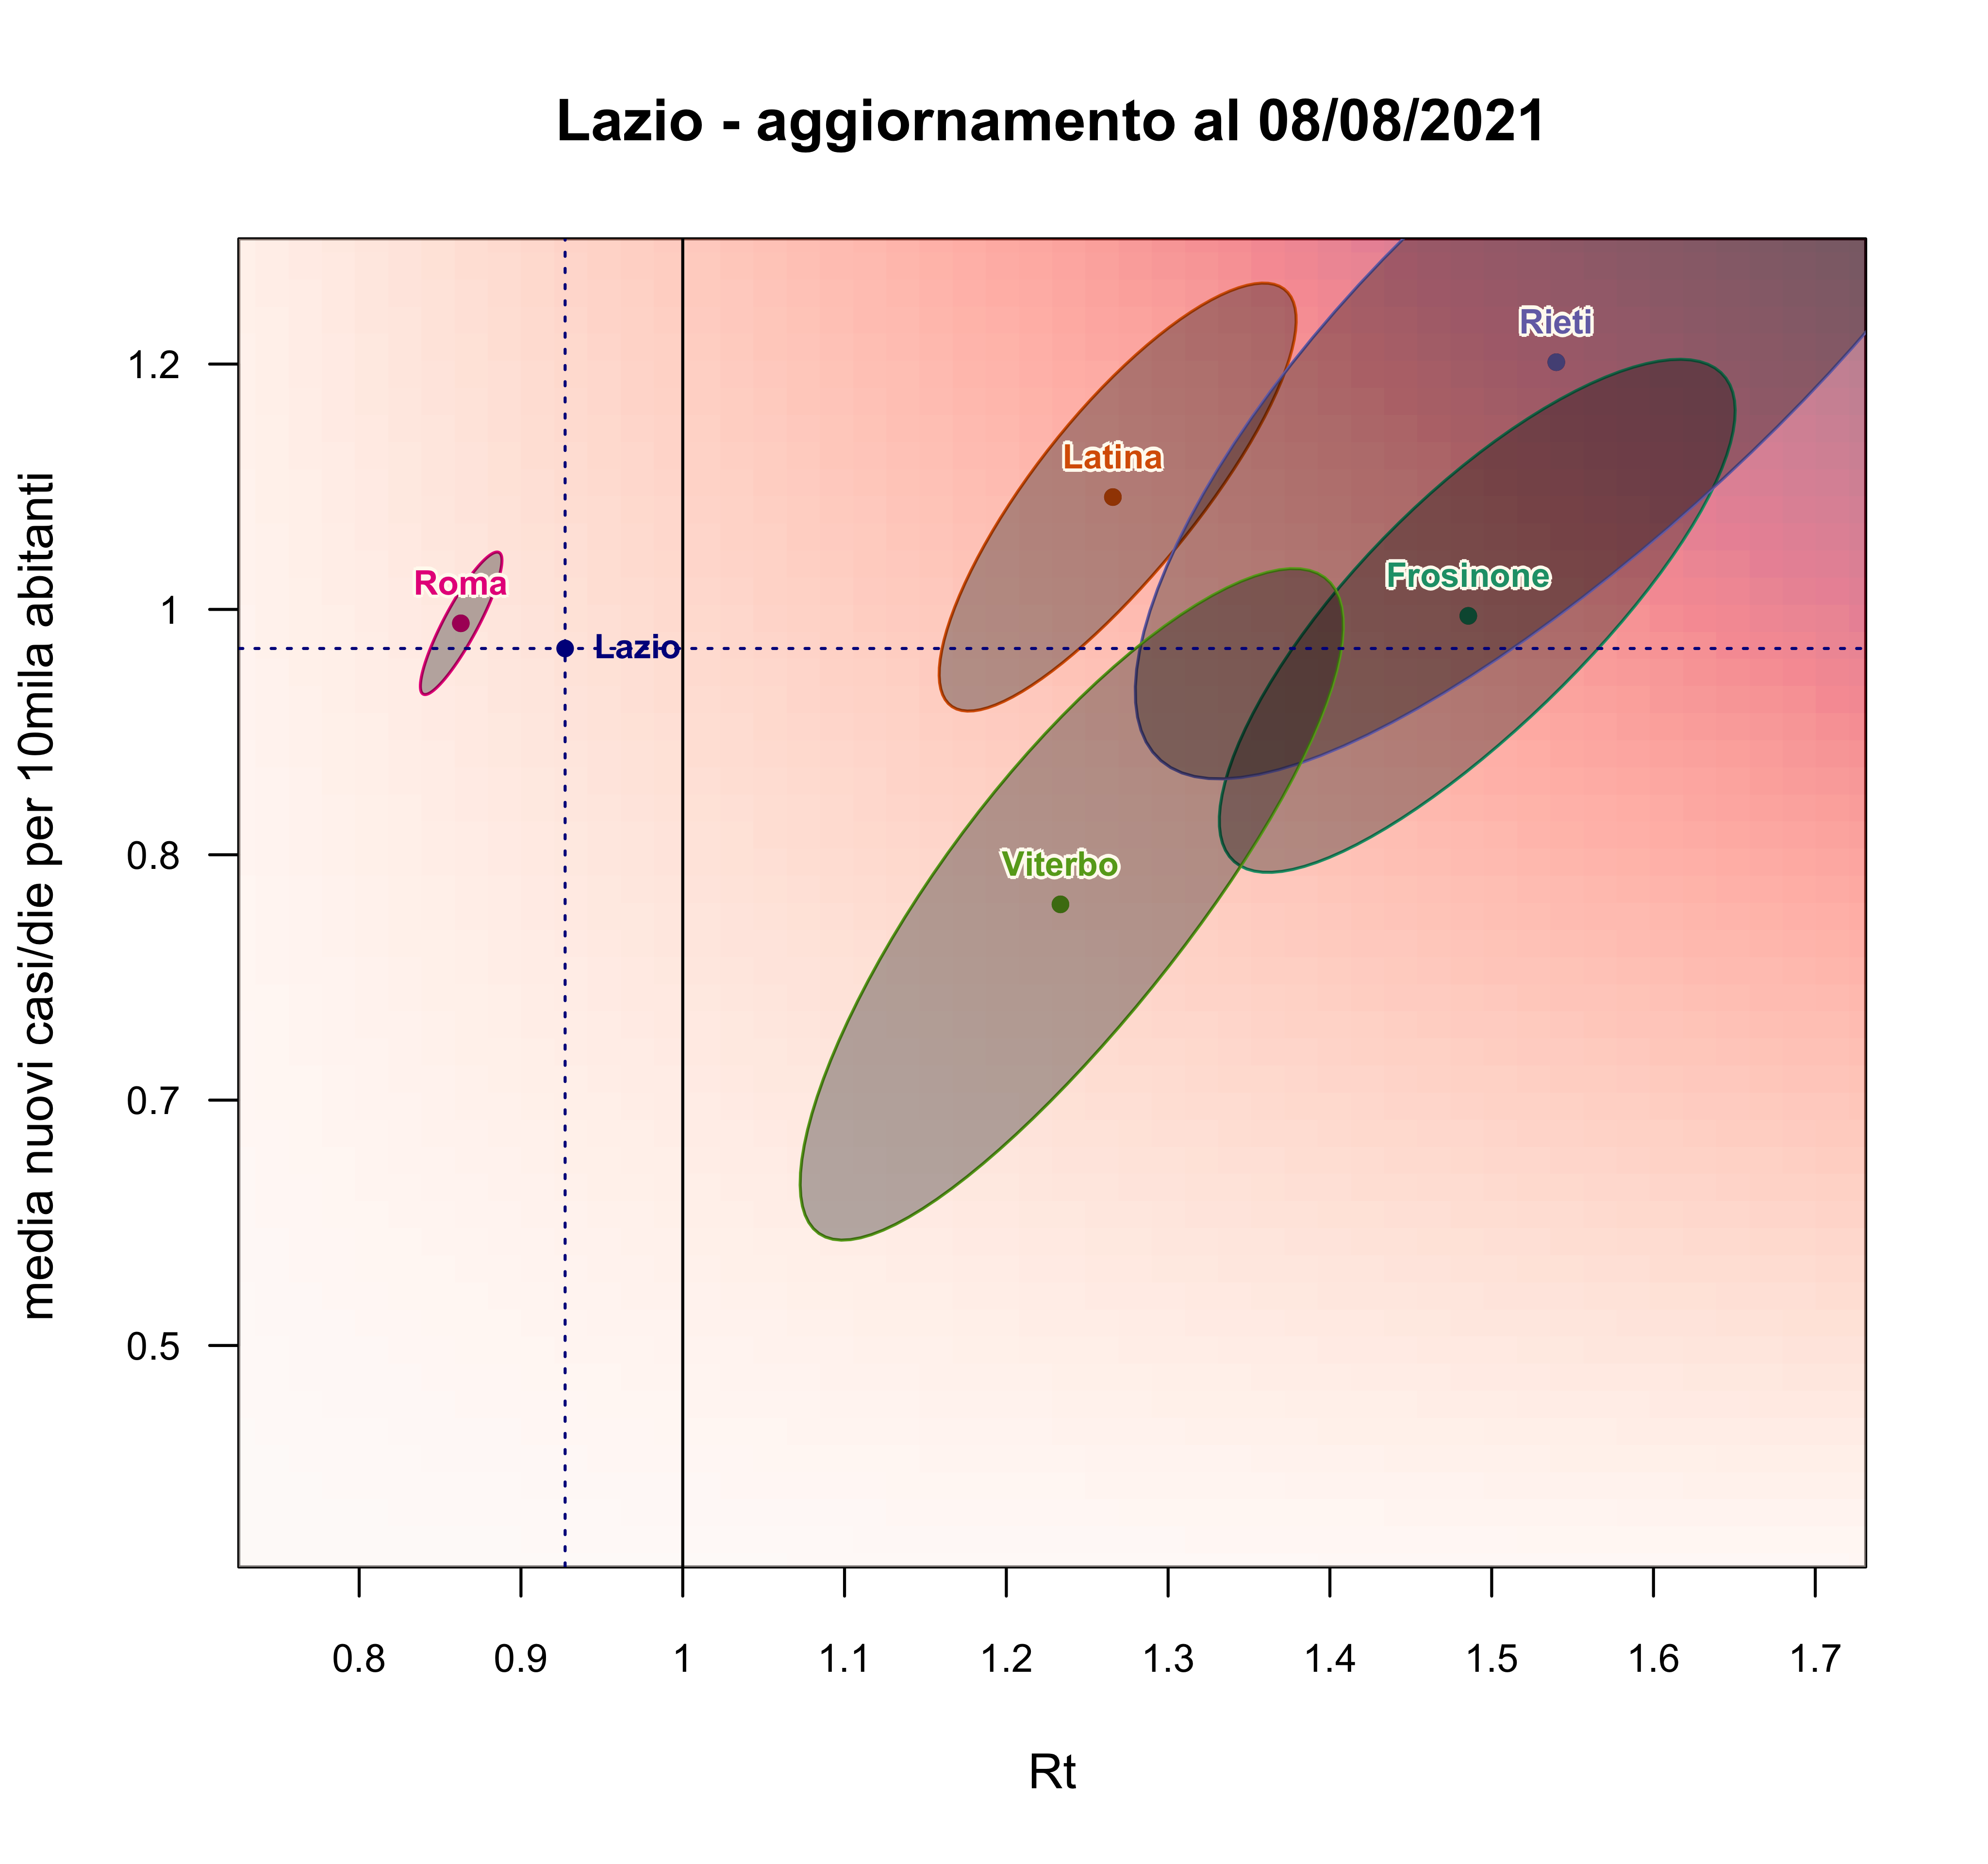 Lazio - aggiornamento al 08/08/2021
media nuovi casi/die per 10mila abitanti
1.2
1
0.8
0.7
0.5
Rieti
Latina
Roma
Frosinone
Lazio
Viterbo
0.8 0.9 1 1.1 1.2 1.3 1.4 1.5 1.6 1.7
Rt